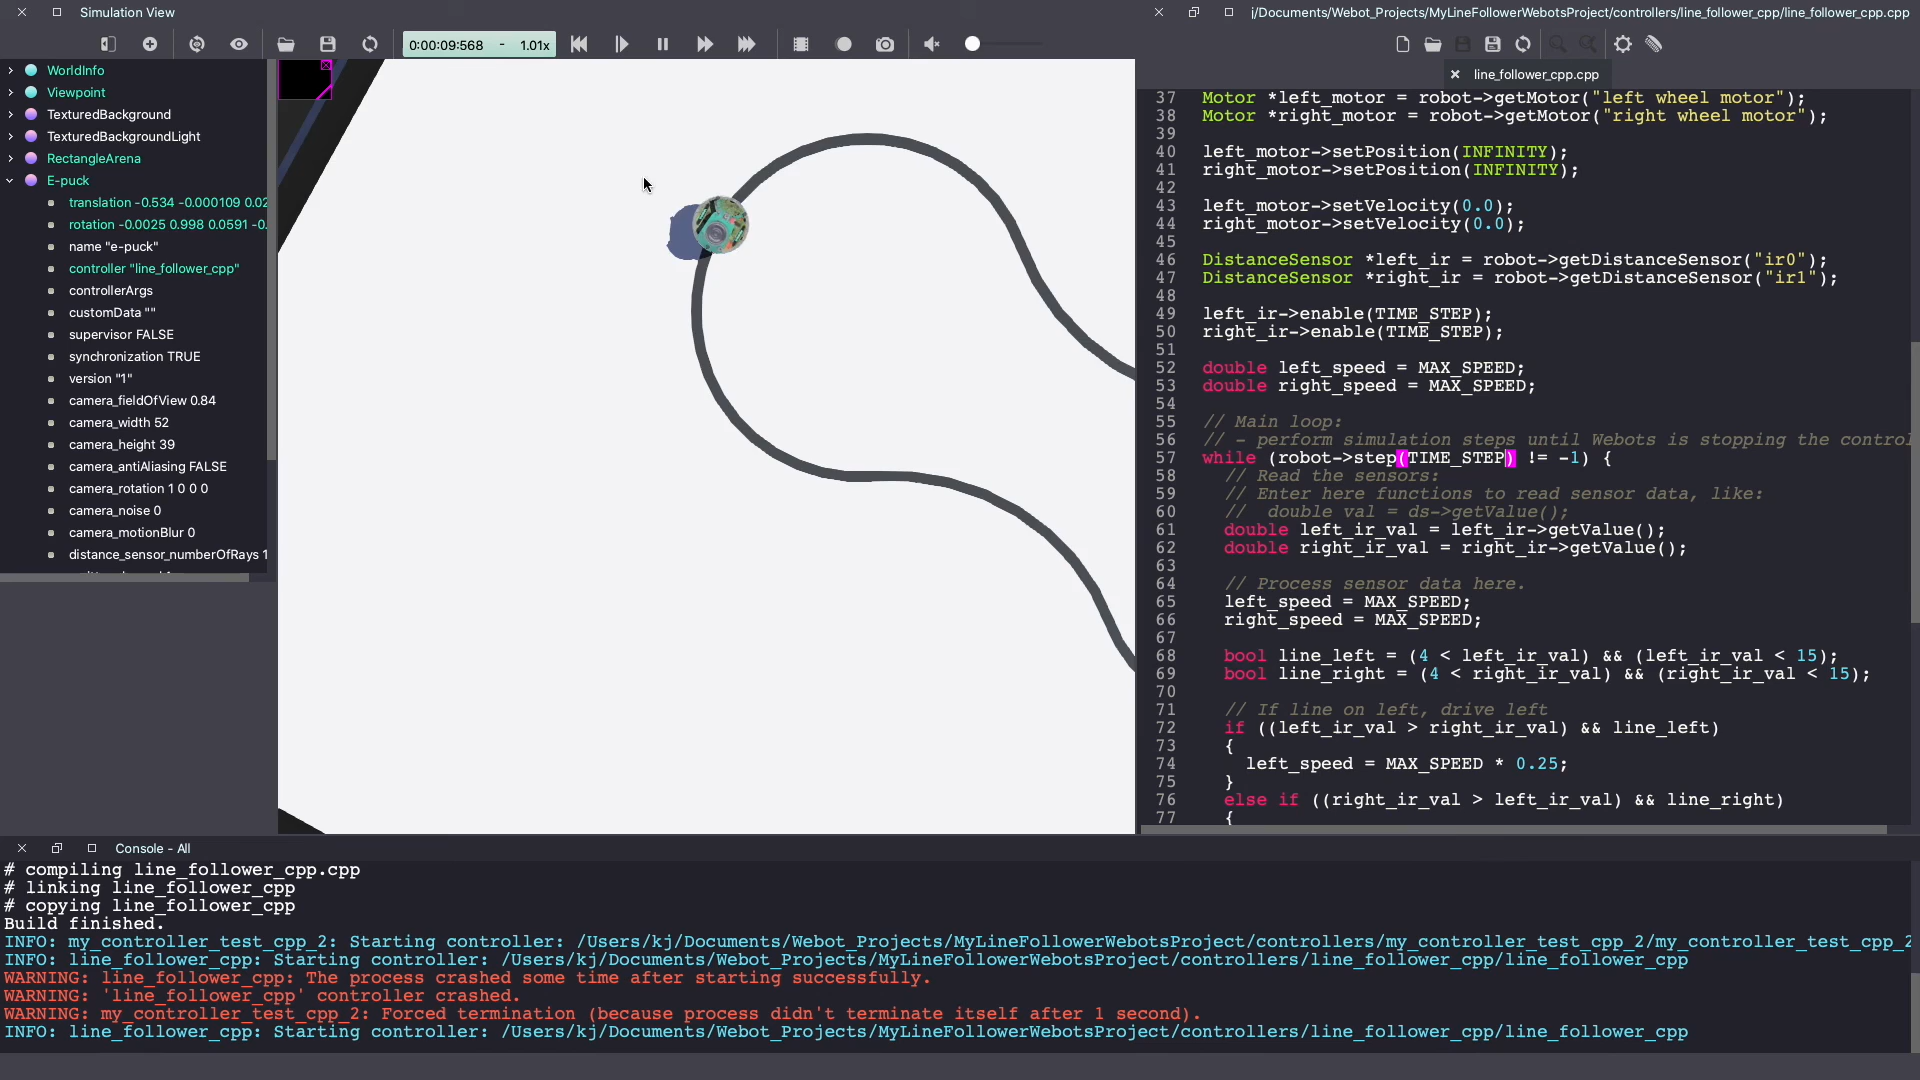 Simulation View
j/Documents/Webot_Projects/MyLineFollowerWebotsProject/controllers/line_follower_cpp/line_follower_cpp.cpp
0:00:09:568 - 1.01x
line_follower_cpp.cpp
WorldInfo
Viewpoint
TexturedBackground
TexturedBackgroundLight
RectangleArena
E-puck
translation -0.534 -0.000109 0.02
rotation -0.0025 0.998 0.0591 -0.
name "e-puck"
controller "line_follower_cpp"
controllerArgs
customData ""
supervisor FALSE
synchronization TRUE
version "1"
camera_fieldOfView 0.84
camera_width 52
camera_height 39
camera_antiAliasing FALSE
camera_rotation 1 0 0 0
camera_noise 0
camera_motionBlur 0
distance_sensor_numberOfRays 1
37 Motor *left_motor = robot->getMotor("left wheel motor");
38 Motor *right_motor = robot->getMotor("right wheel motor");
39
40 left_motor->setPosition(INFINITY);
41 right_motor->setPosition(INFINITY);
42
43 left_motor->setVelocity(0.0);
44 right_motor->setVelocity(0.0);
45
46 DistanceSensor *left_ir = robot->getDistanceSensor("ir0");
47 DistanceSensor *right_ir = robot->getDistanceSensor("ir1");
48
49 left_ir->enable(TIME_STEP);
50 right_ir->enable(TIME_STEP);
51
52 double left_speed = MAX_SPEED;
53 double right_speed = MAX_SPEED;
54
55 // Main loop:
56 // - perform simulation steps until Webots is stopping the control
57 while (robot->step(TIME_STEP) != -1) {
58 // Read the sensors:
59 // Enter here functions to read sensor data, like:
60 //  double val = ds->getValue();
61 double left_ir_val = left_ir->getValue();
62 double right_ir_val = right_ir->getValue();
63
64 // Process sensor data here.
65 left_speed = MAX_SPEED;
66 right_speed = MAX_SPEED;
67
68 bool line_left = (4 < left_ir_val) && (left_ir_val < 15);
69 bool line_right = (4 < right_ir_val) && (right_ir_val < 15);
70
71 // If line on left, drive left
72 if ((left_ir_val > right_ir_val) && line_left)
73 {
74 left_speed = MAX_SPEED * 0.25;
75 }
76 else if ((right_ir_val > left_ir_val) && line_right)
77 {
Console - All
# compiling line_follower_cpp.cpp
# linking line_follower_cpp
# copying line_follower_cpp
Build finished.
INFO: my_controller_test_cpp_2: Starting controller: /Users/kj/Documents/Webot_Projects/MyLineFollowerWebotsProject/controllers/my_controller_test_cpp_2/my_controller_test_cpp_2
INFO: line_follower_cpp: Starting controller: /Users/kj/Documents/Webot_Projects/MyLineFollowerWebotsProject/controllers/line_follower_cpp/line_follower_cpp
WARNING: line_follower_cpp: The process crashed some time after starting successfully.
WARNING: 'line_follower_cpp' controller crashed.
WARNING: my_controller_test_cpp_2: Forced termination (because process didn't terminate itself after 1 second).
INFO: line_follower_cpp: Starting controller: /Users/kj/Documents/Webot_Projects/MyLineFollowerWebotsProject/controllers/line_follower_cpp/line_follower_cpp